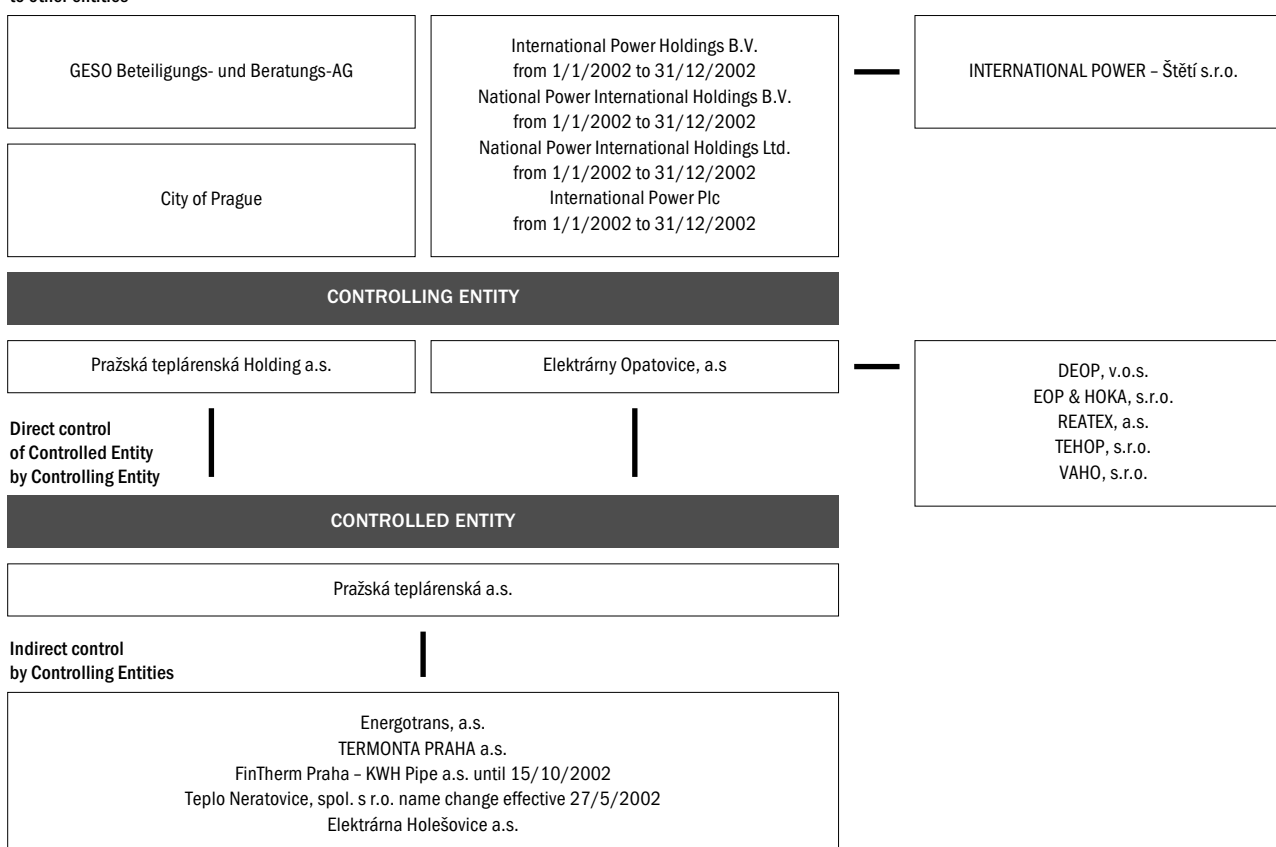 to other entities
GESO Beteiligungs- und Beratungs-AG
International Power Holdings B.V.
from 1/1/2002 to 31/12/2002
National Power International Holdings B.V.
from 1/1/2002 to 31/12/2002
National Power International Holdings Ltd.
from 1/1/2002 to 31/12/2002
International Power Plc
from 1/1/2002 to 31/12/2002
INTERNATIONAL POWER – Štětí s.r.o.
City of Prague
CONTROLLING ENTITY
Pražská teplárenská Holding a.s.
Elektrárny Opatovice, a.s
DEOP, v.o.s.
EOP & HOKA, s.r.o.
REATEX, a.s.
TEHOP, s.r.o.
VAHO, s.r.o.
Direct control
of Controlled Entity
by Controlling Entity
CONTROLLED ENTITY
Pražská teplárenská a.s.
Indirect control
by Controlling Entities
Energotrans, a.s.
TERMONTA PRAHA a.s.
FinTherm Praha – KWH Pipe a.s. until 15/10/2002
Teplo Neratovice, spol. s r.o. name change effective 27/5/2002
Elektrárna Holešovice a.s.